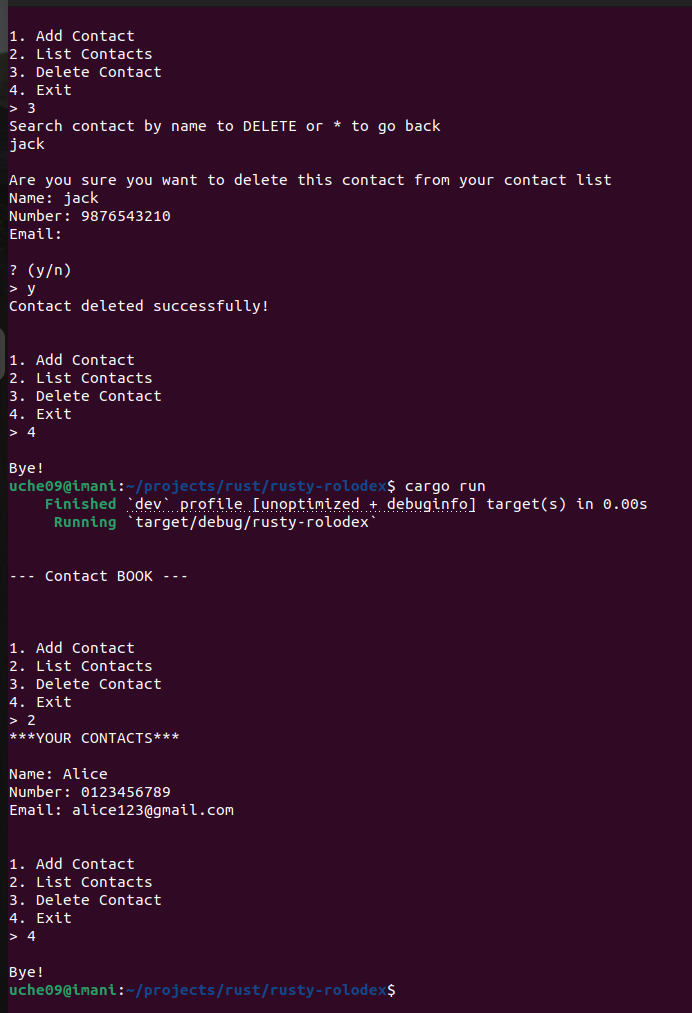 1. Add Contact
2. List Contacts
3. Delete Contact
4. Exit
> 3
Search contact by name to DELETE or * to go back
jack
Are you sure you want to delete this contact from your contact list
Name: jack
Number: 9876543210
Email:
? (y/n)
> y
Contact deleted successfully!
1. Add Contact
2. List Contacts
3. Delete Contact
4. Exit
> 4
Bye!
uche09@imani:~/projects/rust/rusty-rolodex$ cargo run
    Finished `dev` profile [unoptimized + debuginfo] target(s) in 0.00s
     Running `target/debug/rusty-rolodex`
--- Contact BOOK ---
1. Add Contact
2. List Contacts
3. Delete Contact
4. Exit
> 2
***YOUR CONTACTS***
Name: Alice
Number: 0123456789
Email: alice123@gmail.com
1. Add Contact
2. List Contacts
3. Delete Contact
4. Exit
> 4
Bye!
uche09@imani:~/projects/rust/rusty-rolodex$